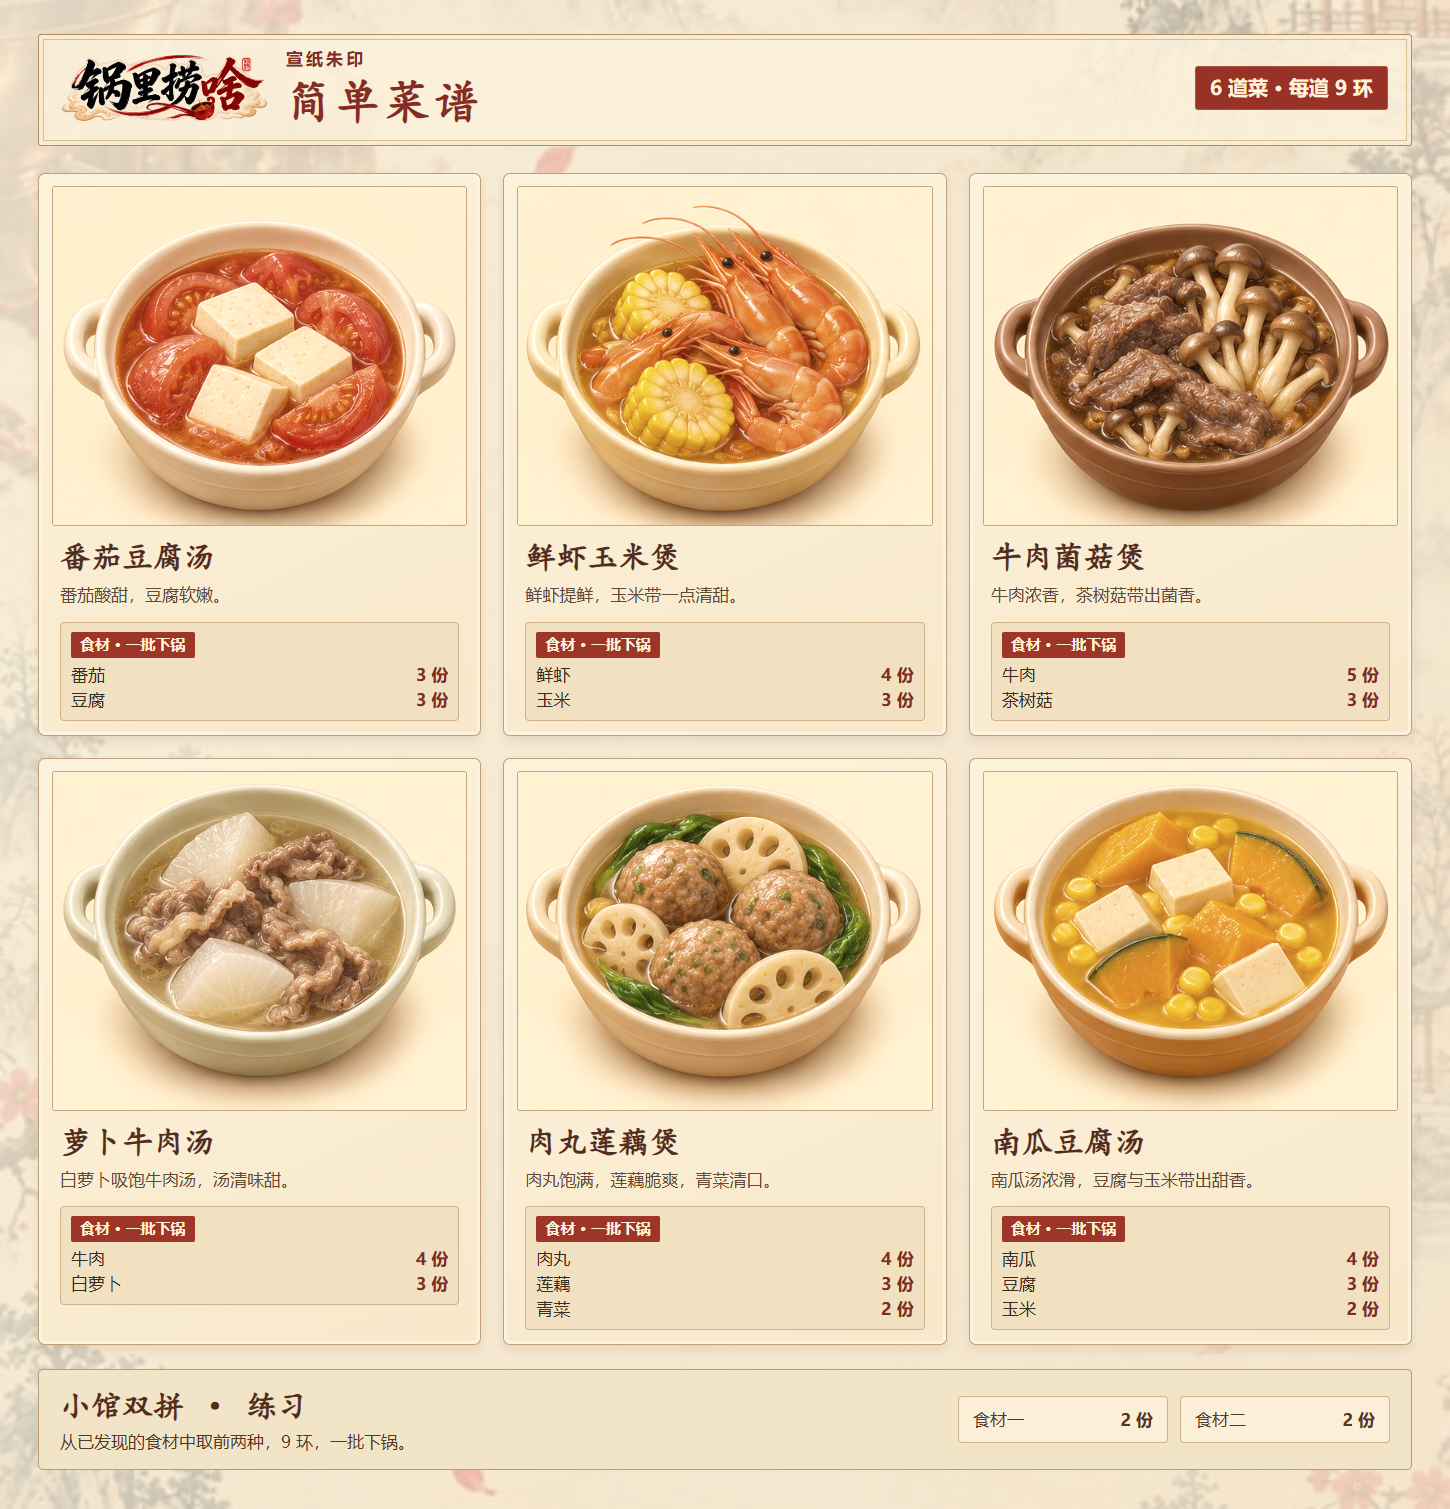 锅里捞啥
宣纸朱印
简单菜谱
6 道菜 • 每道 9 环
番茄豆腐汤
番茄酸甜，豆腐软嫩。
食材 • 一批下锅
番茄 3 份
豆腐 3 份
鲜虾玉米煲
鲜虾提鲜，玉米带一点清甜。
食材 • 一批下锅
鲜虾 4 份
玉米 3 份
牛肉菌菇煲
牛肉浓香，茶树菇带出菌香。
食材 • 一批下锅
牛肉 5 份
茶树菇 3 份
萝卜牛肉汤
白萝卜吸饱牛肉汤，汤清味甜。
食材 • 一批下锅
牛肉 4 份
白萝卜 3 份
肉丸莲藕煲
肉丸饱满，莲藕脆爽，青菜清口。
食材 • 一批下锅
肉丸 4 份
莲藕 3 份
青菜 2 份
南瓜豆腐汤
南瓜汤浓滑，豆腐与玉米带出甜香。
食材 • 一批下锅
南瓜 4 份
豆腐 3 份
玉米 2 份
小馆双拼 • 练习
从已发现的食材中取前两种，9 环，一批下锅。
食材一 2 份
食材二 2 份